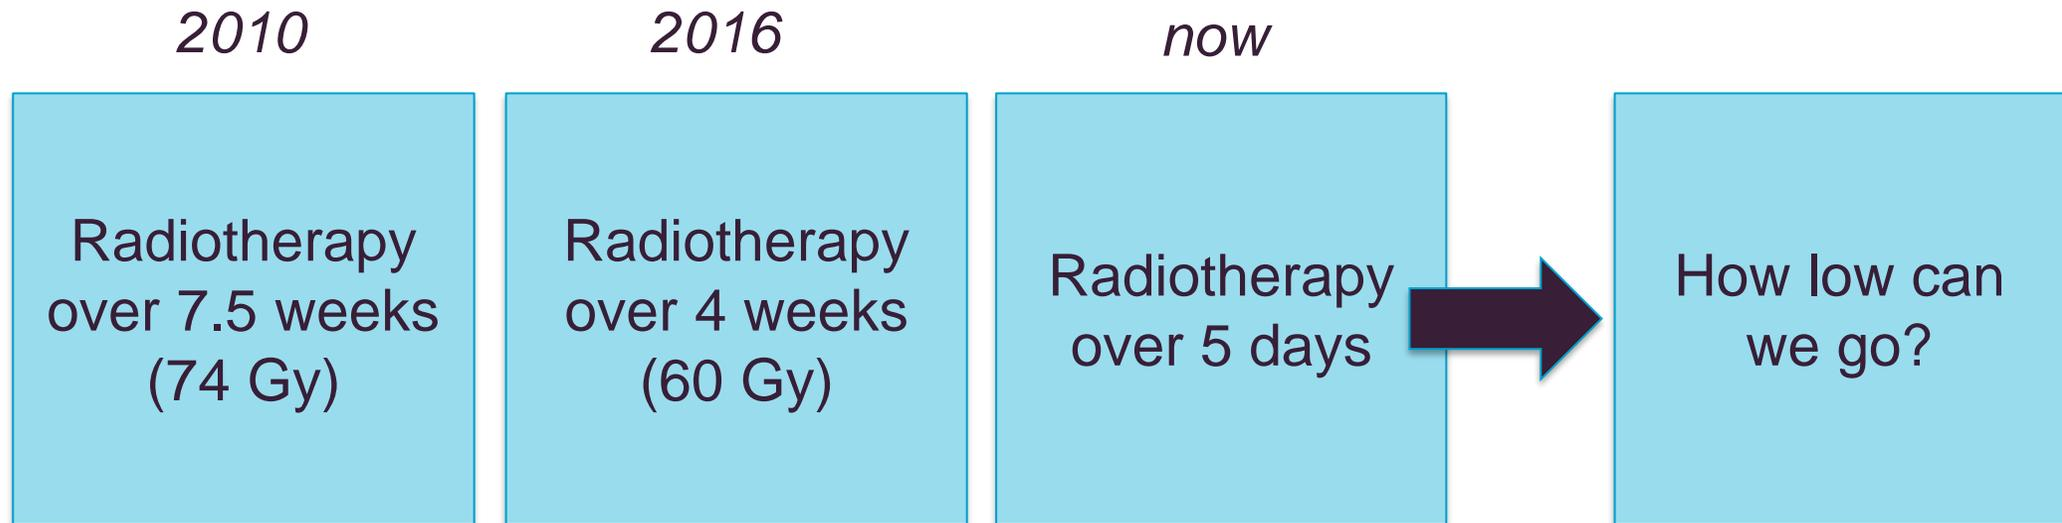 2010
2016
now
Radiotherapy
over 7.5 weeks
(74 Gy)
Radiotherapy
over 4 weeks
(60 Gy)
Radiotherapy
over 5 days
How low can
we go?